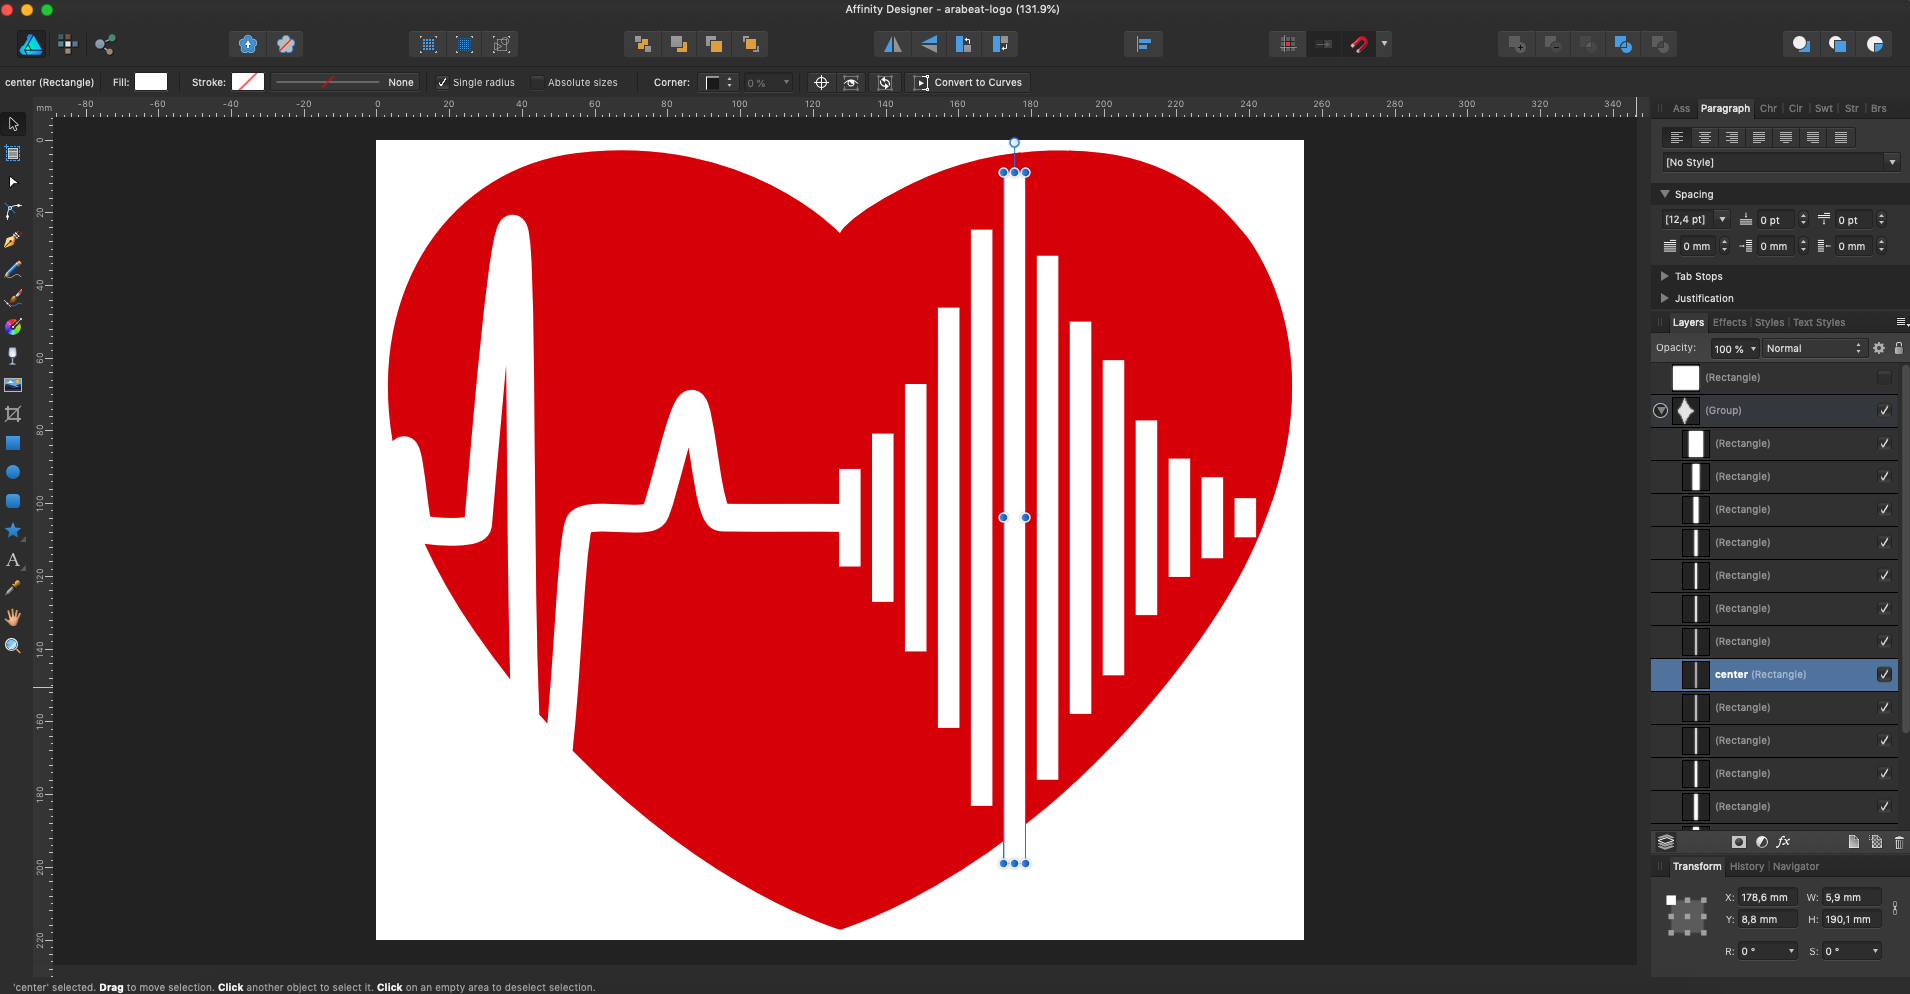 Affinity Designer - arabeat-logo (131.9%)
center (Rectangle) Fill: Stroke: None Single radius Absolute sizes Corner: 0 % Convert to Curves
mm -80 -60 -40 -20 0 20 40 60 80 100 120 140 160 180 200 220 240 260 280 300 320 340
0
20
40
60
80
100
120
140
160
180
200
220
Ass Paragraph Chr Clr Swt Str Brs
[No Style]
Spacing
[12,4 pt] 0 pt 0 pt
0 mm 0 mm 0 mm
Tab Stops
Justification
Layers Effects Styles Text Styles
Opacity: 100 % Normal
(Rectangle)
(Group)
(Rectangle)
(Rectangle)
(Rectangle)
(Rectangle)
(Rectangle)
(Rectangle)
(Rectangle)
center (Rectangle)
(Rectangle)
(Rectangle)
(Rectangle)
(Rectangle)
fx
Transform History Navigator
X: 178,6 mm W: 5,9 mm
Y: 8,8 mm H: 190,1 mm
R: 0 ° S: 0 °
A
'center' selected. Drag to move selection. Click another object to select it. Click on an empty area to deselect selection.